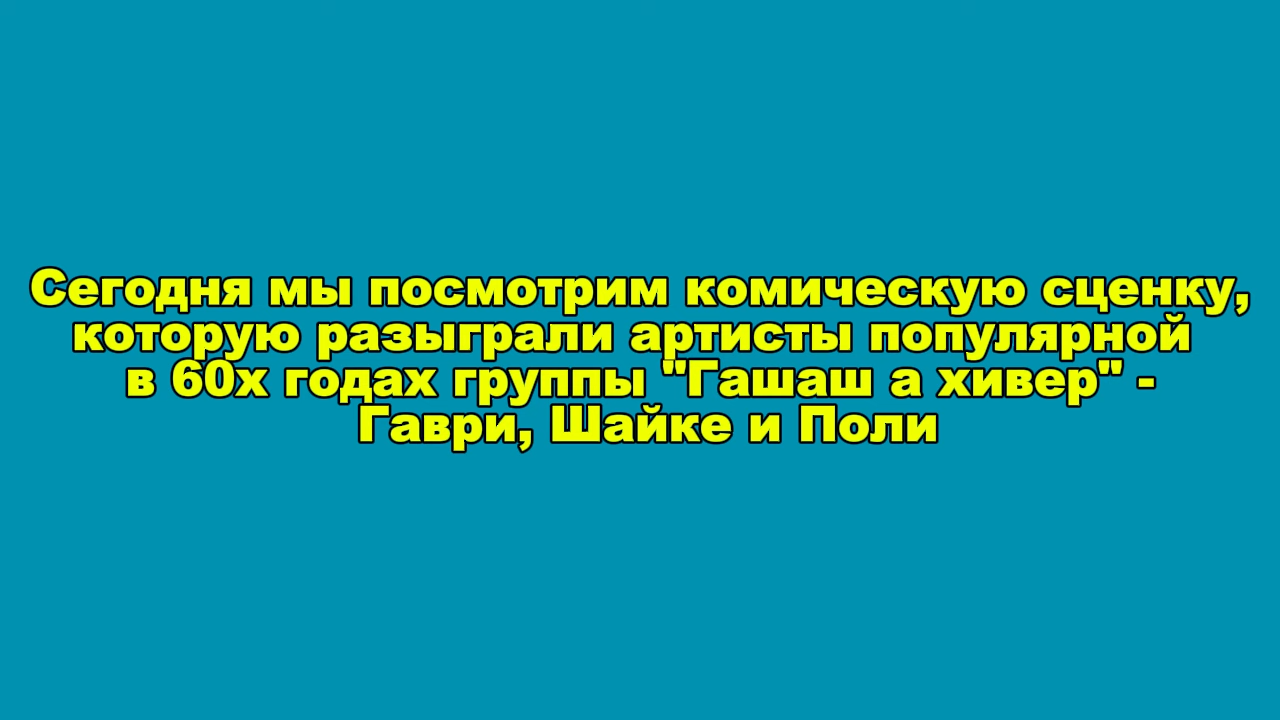 Сегодня мы посмотрим комическую сценку,
которую разыграли артисты популярной
в 60х годах группы "Гашаш а хивер" -
Гаври, Шайке и Поли